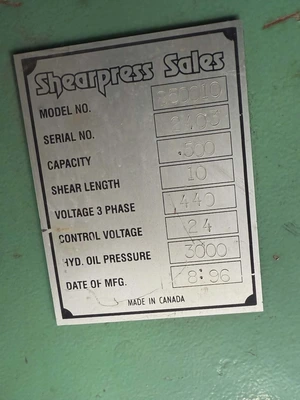 Shearpress Sales
MODEL NO.
SERIAL NO.
CAPACITY .500
SHEAR LENGTH 10
VOLTAGE 3 PHASE 440
CONTROL VOLTAGE 24
HYD. OIL PRESSURE 3000
DATE OF MFG. 8:96
MADE IN CANADA